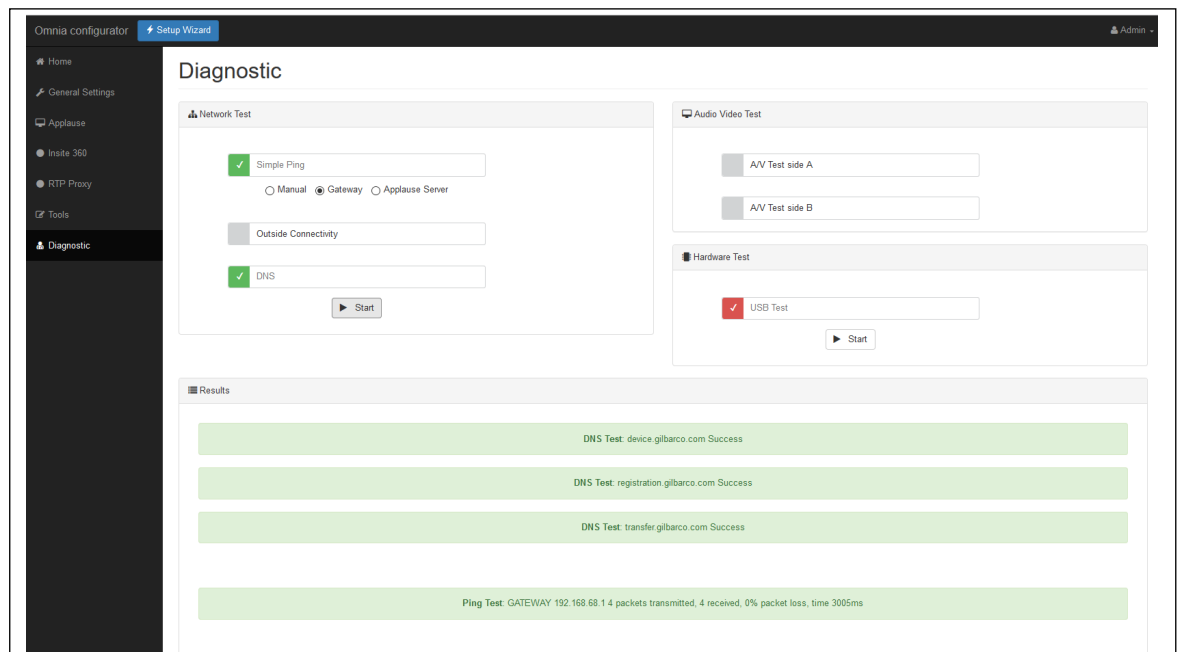 Omnia configurator Setup Wizard Admin
Home
General Settings
Applause
Insite 360
RTP Proxy
Tools
Diagnostic
Diagnostic
Network Test
Simple Ping
Manual Gateway Applause Server
Outside Connectivity
DNS
Start
Audio Video Test
A/V Test side A
A/V Test side B
Hardware Test
USB Test
Start
Results
DNS Test: device.gilbarco.com Success
DNS Test: registration.gilbarco.com Success
DNS Test: transfer.gilbarco.com Success
Ping Test: GATEWAY 192.168.68.1 4 packets transmitted, 4 received, 0% packet loss, time 3005ms